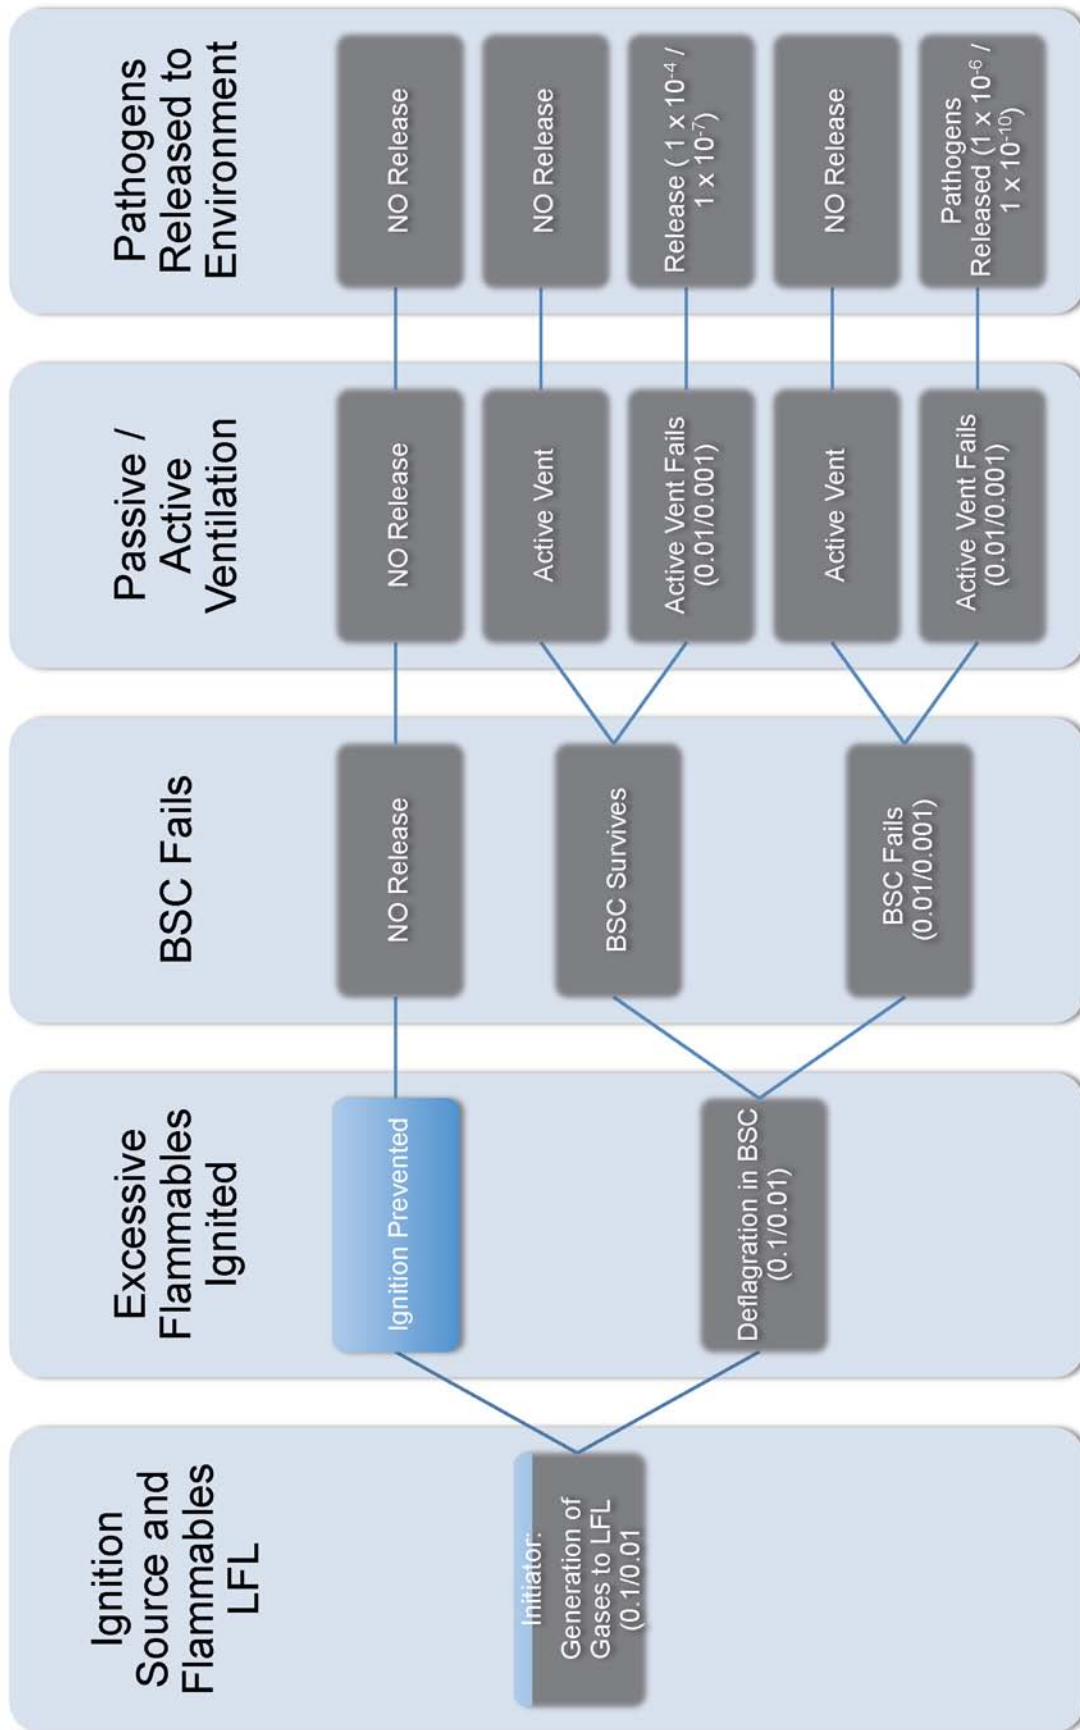 Ignition
Source and
Flammables
LFL
Initiator:
Generation of
Gases to LFL
(0.1/0.01
Excessive
Flammables
Ignited
Ignition Prevented
Deflagration in BSC
(0.1/0.01)
BSC Fails
NO Release
BSC Survives
BSC Fails
(0.01/0.001)
Passive /
Active
Ventilation
NO Release
Active Vent
Active Vent Fails
(0.01/0.001)
Active Vent
Active Vent Fails
(0.01/0.001)
Pathogens
Released to
Environment
NO Release
NO Release
Release ( 1 x 10⁻⁴ /
1 x 10⁻⁷)
NO Release
Pathogens
Released (1 x 10⁻⁶ /
1 x 10⁻¹⁰)